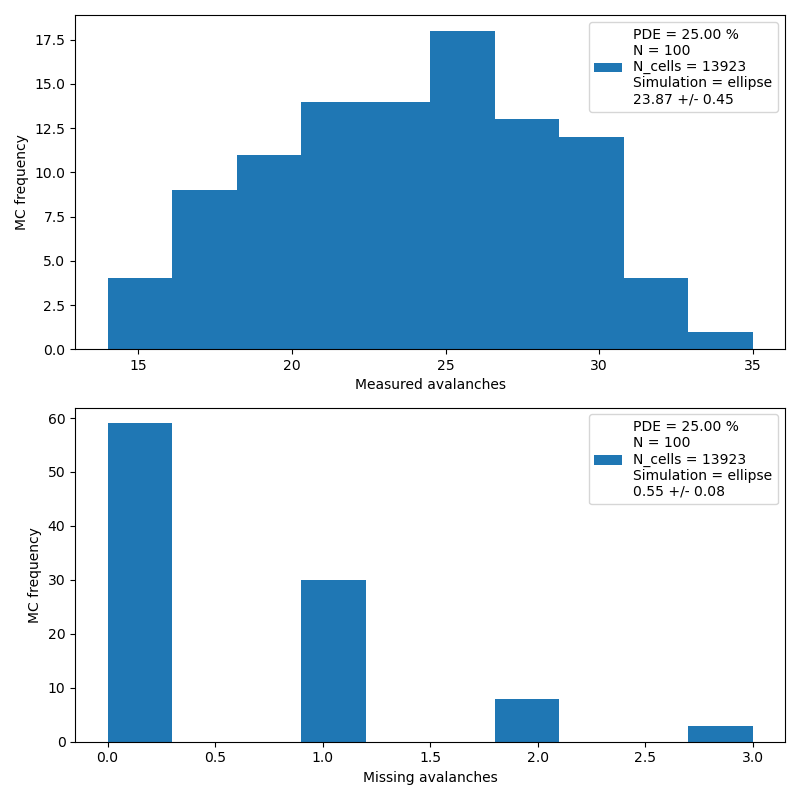 PDE = 25.00 %
N = 100
N_cells = 13923
Simulation = ellipse
23.87 +/- 0.45
17.5
15.0
12.5
10.0
7.5
5.0
2.5
0.0
MC frequency
15 20 25 30 35
Measured avalanches
PDE = 25.00 %
N = 100
N_cells = 13923
Simulation = ellipse
0.55 +/- 0.08
60
50
40
30
20
10
0
MC frequency
0.0 0.5 1.0 1.5 2.0 2.5 3.0
Missing avalanches